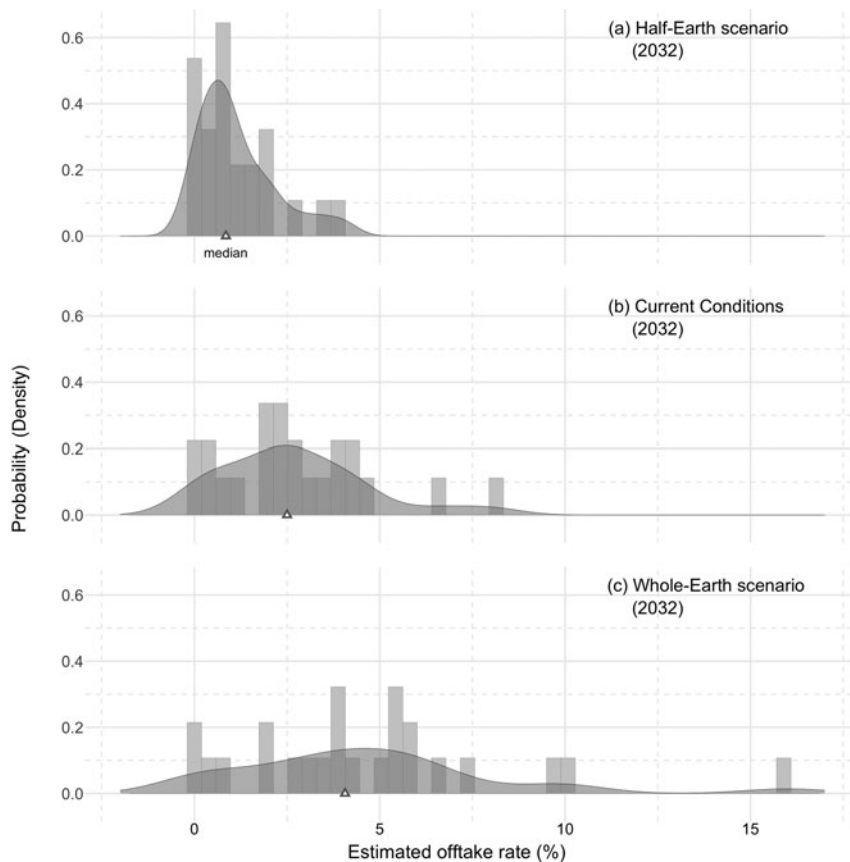 (a) Half-Earth scenario
(2032)
0.6
0.4
0.2
0.0
median
(b) Current Conditions
(2032)
0.6
0.4
0.2
0.0
Probability (Density)
(c) Whole-Earth scenario
(2032)
0.6
0.4
0.2
0.0
0 5 10 15
Estimated offtake rate (%)